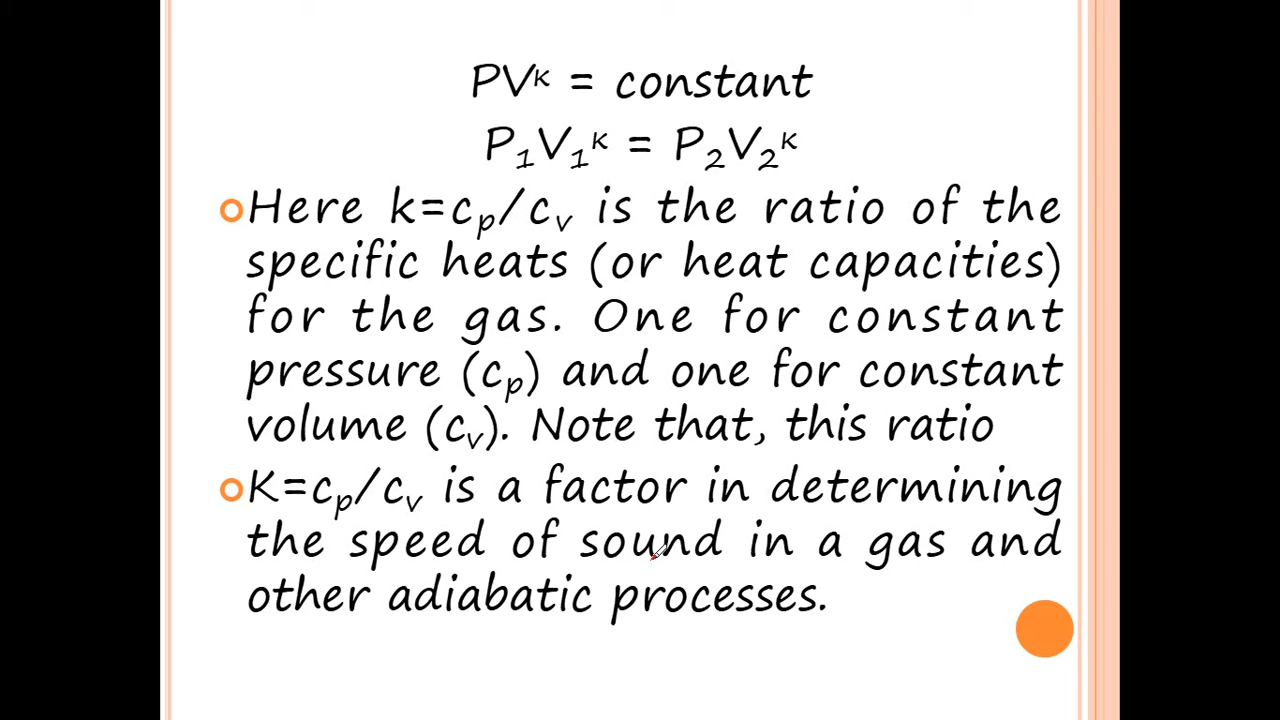 PVᴷ = constant
P₁V₁ᴷ = P₂V₂ᴷ
Here k=cₚ/cᵥ is the ratio of the
specific heats (or heat capacities)
for the gas. One for constant
pressure (cₚ) and one for constant
volume (cᵥ). Note that, this ratio
K=cₚ/cᵥ is a factor in determining
the speed of sound in a gas and
other adiabatic processes.